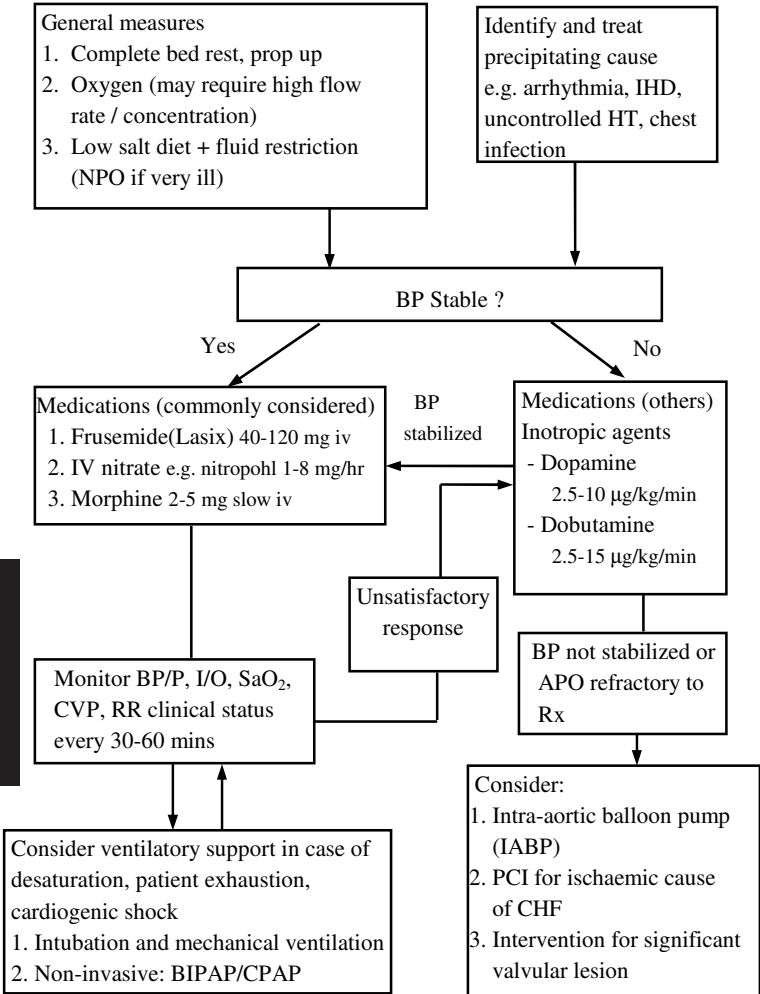 General measures
1. Complete bed rest, prop up
2. Oxygen (may require high flow
rate / concentration)
3. Low salt diet + fluid restriction
(NPO if very ill)
Identify and treat
precipitating cause
e.g. arrhythmia, IHD,
uncontrolled HT, chest
infection
BP Stable ?
Yes
No
Medications (commonly considered)
1. Frusemide(Lasix) 40-120 mg iv
2. IV nitrate e.g. nitropohl 1-8 mg/hr
3. Morphine 2-5 mg slow iv
BP
stabilized
Medications (others)
Inotropic agents
- Dopamine
2.5-10 µg/kg/min
- Dobutamine
2.5-15 µg/kg/min
Unsatisfactory
response
Monitor BP/P, I/O, SaO₂,
CVP, RR clinical status
every 30-60 mins
BP not stabilized or
APO refractory to
Rx
Consider ventilatory support in case of
desaturation, patient exhaustion,
cardiogenic shock
1. Intubation and mechanical ventilation
2. Non-invasive: BIPAP/CPAP
Consider:
1. Intra-aortic balloon pump
(IABP)
2. PCI for ischaemic cause
of CHF
3. Intervention for significant
valvular lesion